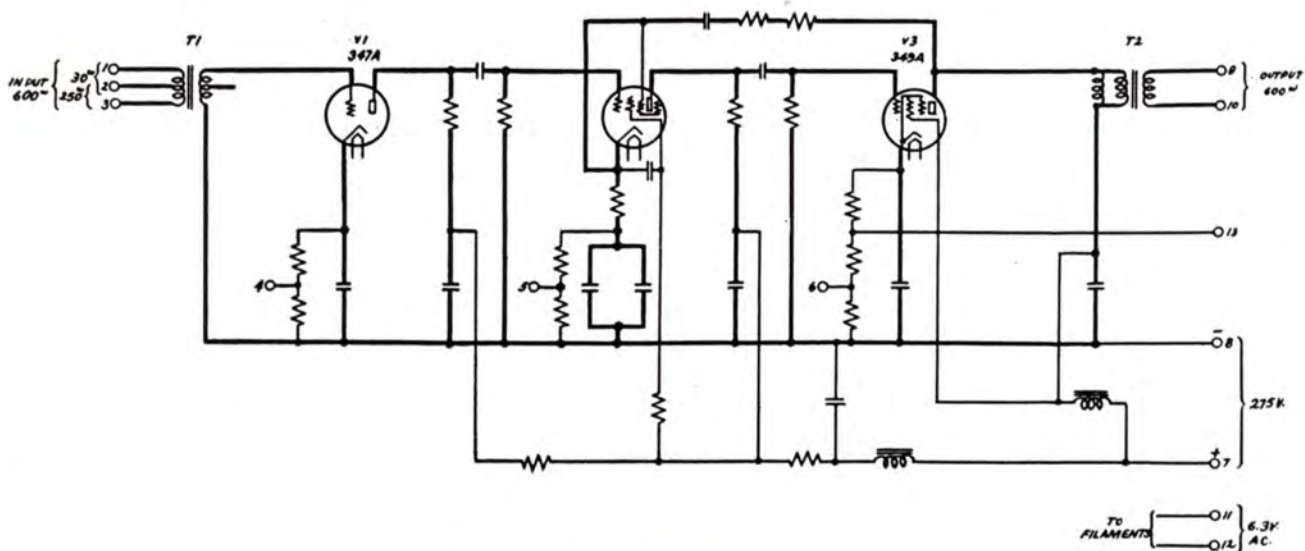 T1
V1
347A
V3
349A
T2
INPUT
600ω
30ω
250ω
1
2
3
9
10
OUTPUT
600ω
4
5
6
13
-
8
275V.
+
7
TO
FILAMENTS
11
12
6.3V.
A.C.